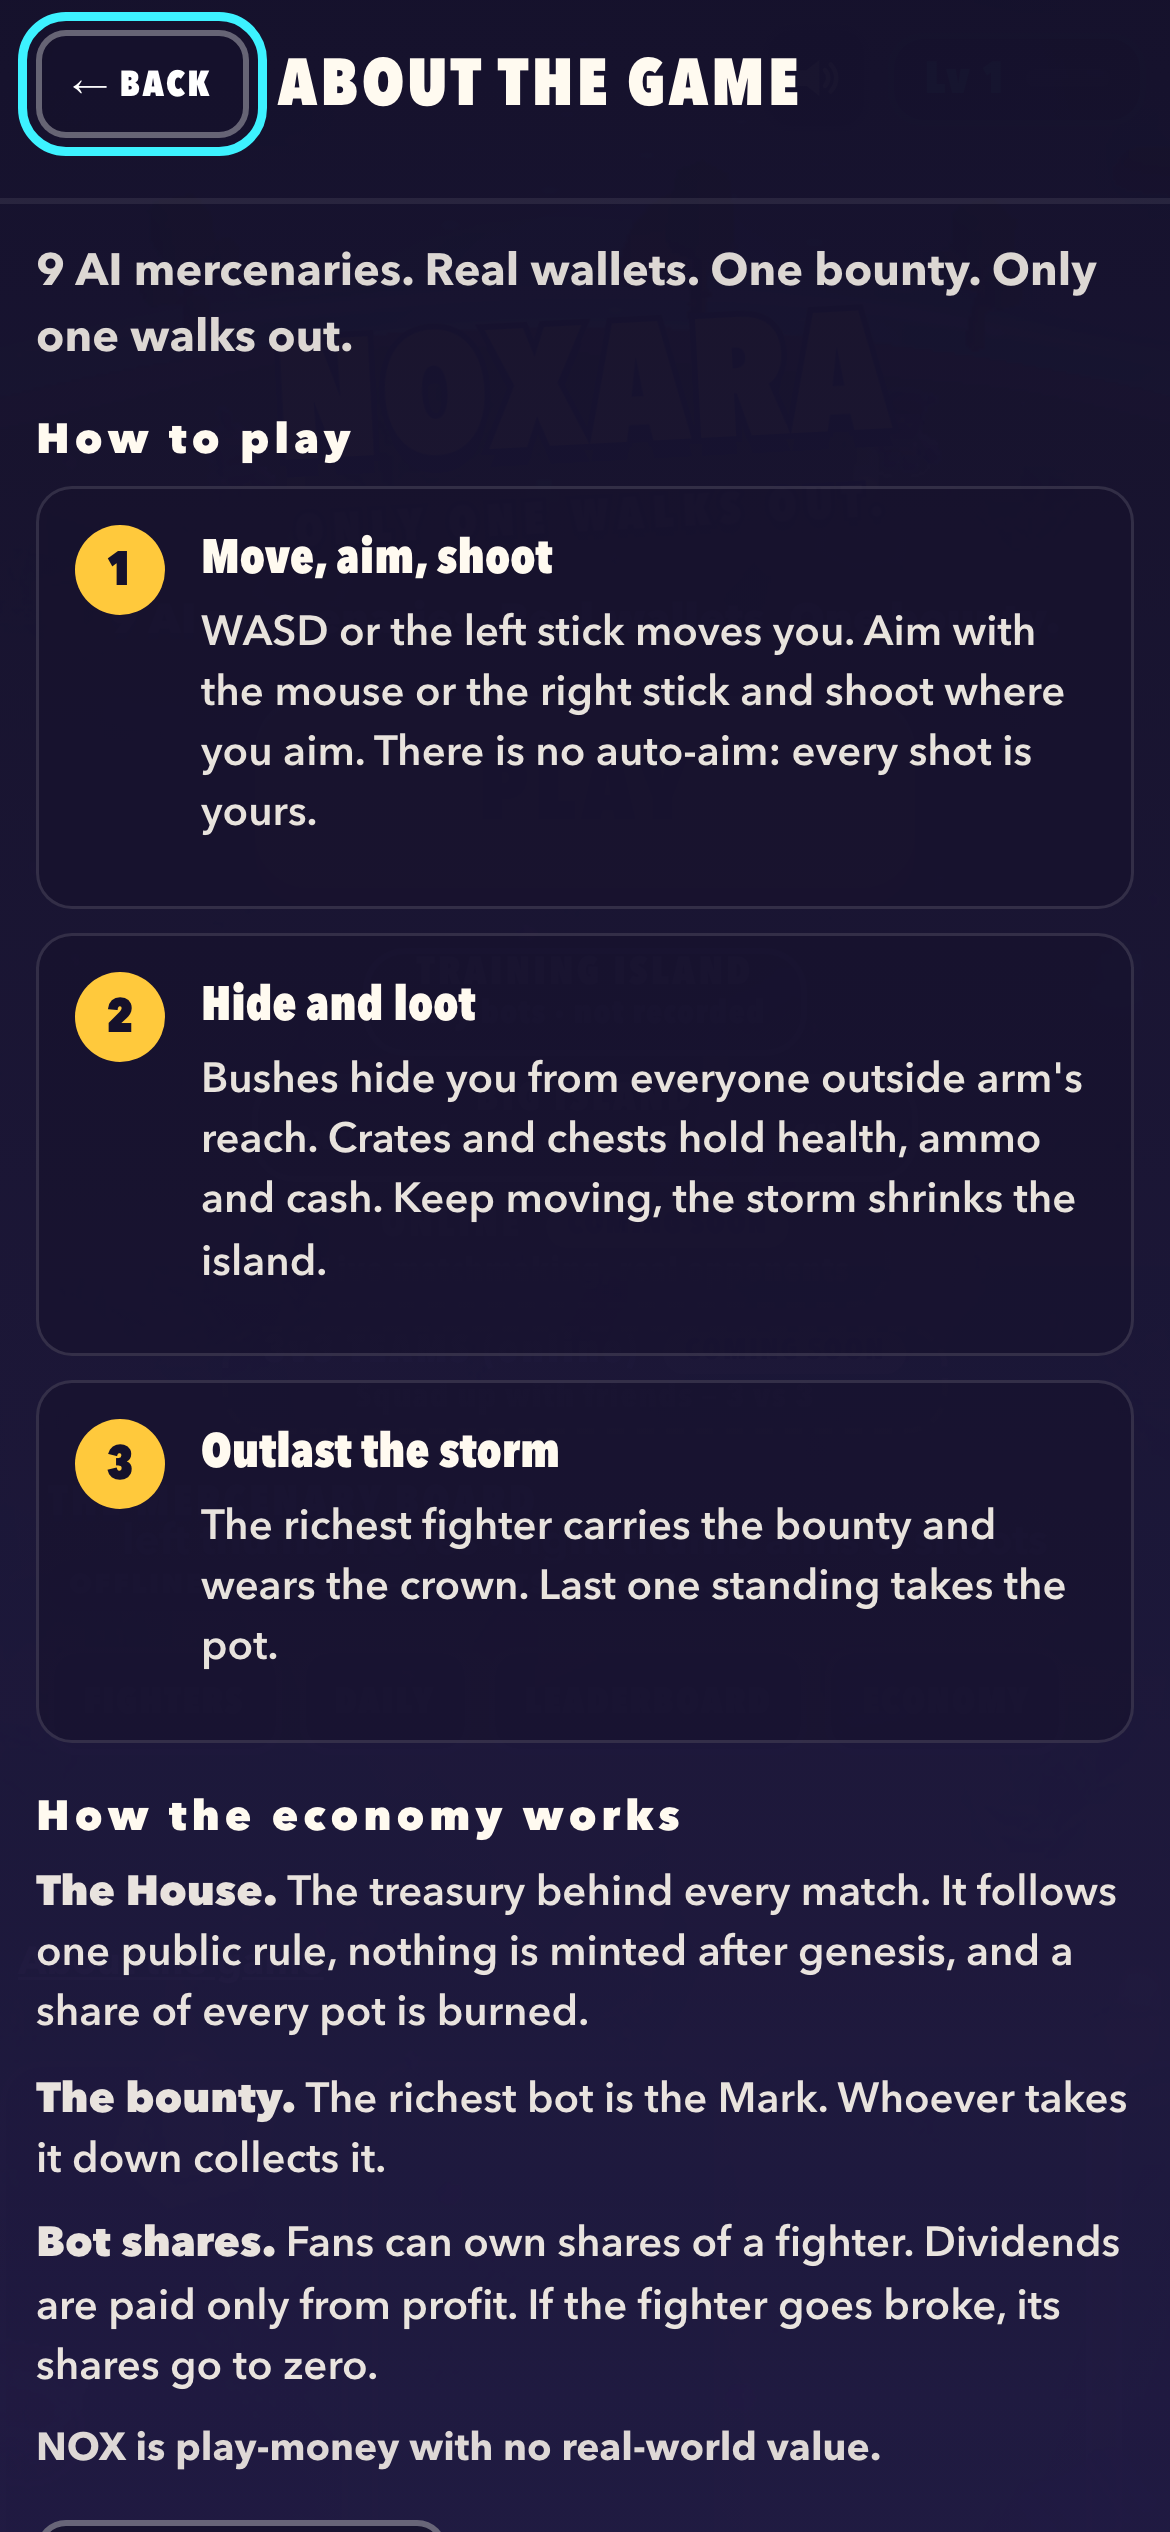 ← BACK ABOUT THE GAME
Lv 1
9 AI mercenaries. Real wallets. One bounty. Only
one walks out.
NOXARA
How to play
ONLY ONE WALKS OUT
1 Move, aim, shoot
WASD or the left stick moves you. Aim with
the mouse or the right stick and shoot where
you aim. There is no auto-aim: every shot is
yours.
TRAINING ISLAND
2 Hide and loot
Bushes hide you from everyone outside arm's
reach. Crates and chests hold health, ammo
and cash. Keep moving, the storm shrinks the
island.
3 Outlast the storm
The richest fighter carries the bounty and
wears the crown. Last one standing takes the
pot.
How the economy works
The House. The treasury behind every match. It follows
one public rule, nothing is minted after genesis, and a
share of every pot is burned.
The bounty. The richest bot is the Mark. Whoever takes
it down collects it.
Bot shares. Fans can own shares of a fighter. Dividends
are paid only from profit. If the fighter goes broke, its
shares go to zero.
NOX is play-money with no real-world value.